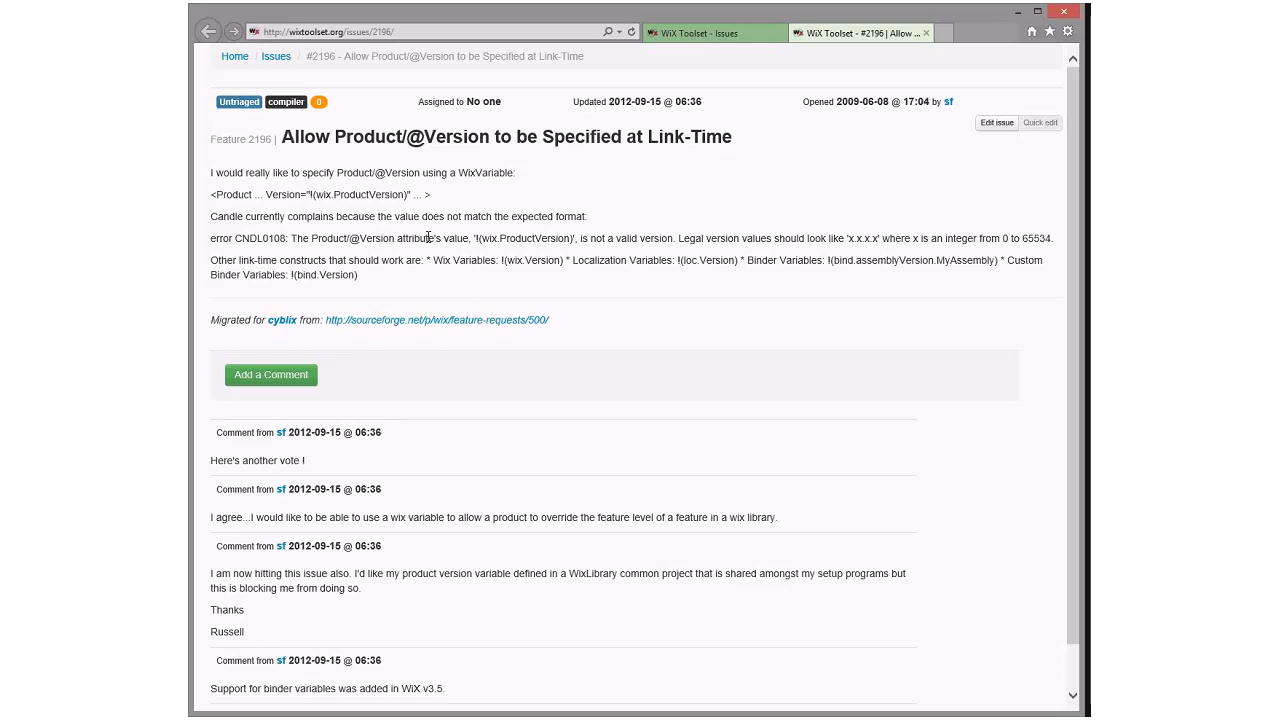 http://wixtoolset.org/issues/2196/
WiX Toolset - Issues
WiX Toolset - #2196 | Allow ...
Home / Issues / #2196 - Allow Product/@Version to be Specified at Link-Time
Untriaged compiler 0
Assigned to No one
Updated 2012-09-15 @ 06:36
Opened 2009-06-08 @ 17:04 by sf
Edit issue Quick edit
Feature 2196 | Allow Product/@Version to be Specified at Link-Time
I would really like to specify Product/@Version using a WixVariable:
<Product ... Version="!(wix.ProductVersion)" ... >
Candle currently complains because the value does not match the expected format:
error CNDL0108: The Product/@Version attribute's value, '!(wix.ProductVersion)', is not a valid version. Legal version values should look like 'x.x.x.x' where x is an integer from 0 to 65534.
Other link-time constructs that should work are: * Wix Variables: !(wix.Version) * Localization Variables: !(loc.Version) * Binder Variables: !(bind.assemblyVersion.MyAssembly) * Custom
Binder Variables: !(bind.Version)
Migrated for cyblix from: http://sourceforge.net/p/wix/feature-requests/500/
Add a Comment
Comment from sf 2012-09-15 @ 06:36
Here's another vote !
Comment from sf 2012-09-15 @ 06:36
I agree...I would like to be able to use a wix variable to allow a product to override the feature level of a feature in a wix library.
Comment from sf 2012-09-15 @ 06:36
I am now hitting this issue also. I'd like my product version variable defined in a WixLibrary common project that is shared amongst my setup programs but
this is blocking me from doing so.
Thanks
Russell
Comment from sf 2012-09-15 @ 06:36
Support for binder variables was added in WiX v3.5.